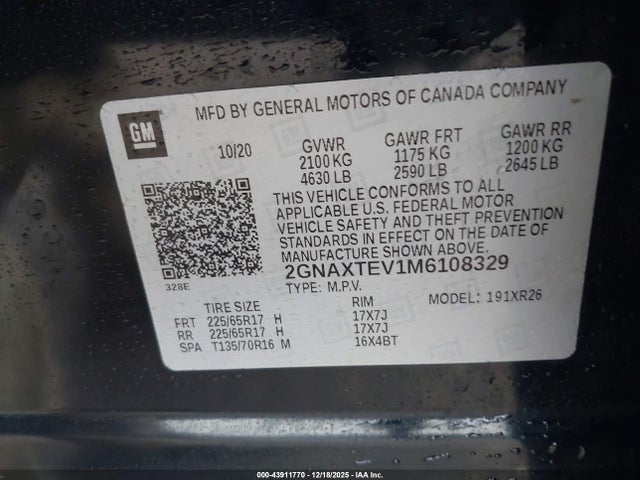 MFD BY GENERAL MOTORS OF CANADA COMPANY
GM
10/20 GVWR GAWR FRT GAWR RR
2100 KG 1175 KG 1200 KG
4630 LB 2590 LB 2645 LB
THIS VEHICLE CONFORMS TO ALL
APPLICABLE U.S. FEDERAL MOTOR
VEHICLE SAFETY AND THEFT PREVENTION
STANDARDS IN EFFECT ON THE DATE OF
MANUFACTURE SHOWN ABOVE.
2GNAXTEV1M6108329
328E
TYPE: M.P.V. MODEL: 191XR26
TIRE SIZE RIM
FRT 225/65R17 H 17X7J
RR 225/65R17 H 17X7J
SPA T135/70R16 M 16X4BT
000-43911770 - 12/18/2025 - IAA Inc.